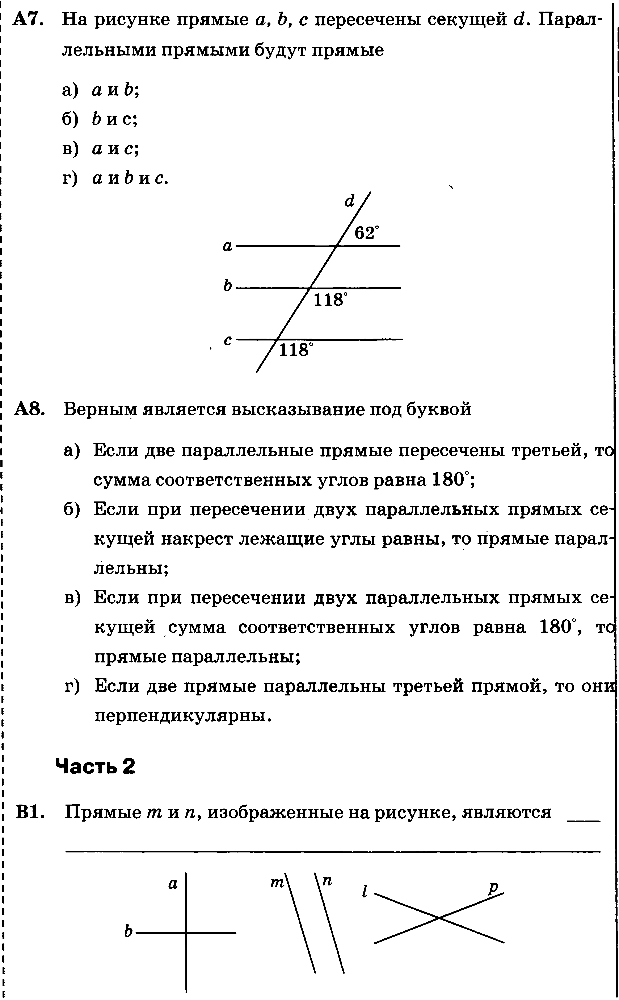 А7. На рисунке прямые a, b, c пересечены секущей d. Парал-
лельными прямыми будут прямые
а) a и b;
б) b и с;
в) a и c;
г) a и b и c.
d
62°
a
b
118°
c
118°
А8. Верным является высказывание под буквой
а) Если две параллельные прямые пересечены третьей, то
сумма соответственных углов равна 180°;
б) Если при пересечении двух параллельных прямых се-
кущей накрест лежащие углы равны, то прямые парал-
лельны;
в) Если при пересечении двух параллельных прямых се-
кущей сумма соответственных углов равна 180°, то
прямые параллельны;
г) Если две прямые параллельны третьей прямой, то они
перпендикулярны.
Часть 2
В1. Прямые m и n, изображенные на рисунке, являются ___
a
m
n
l
p
b